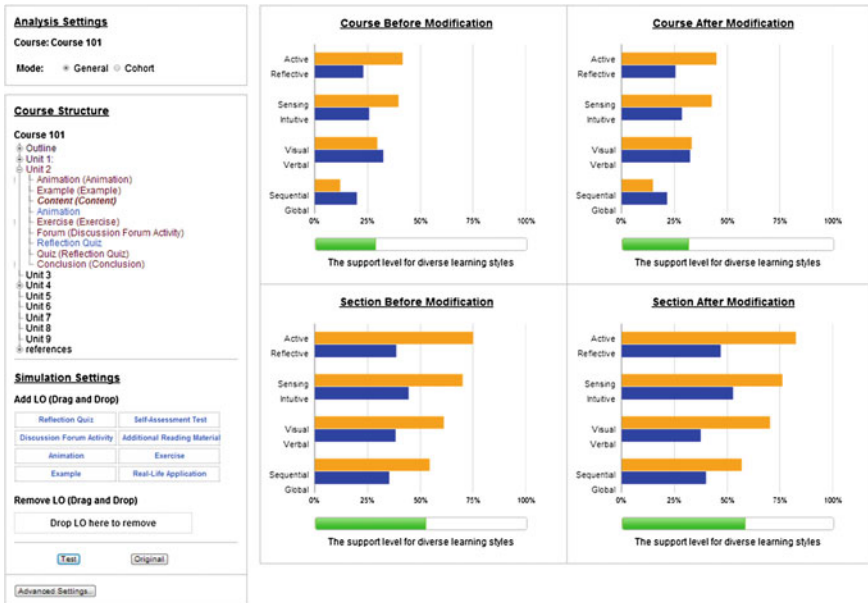 Analysis Settings
Course: Course 101
Mode: General Cohort
Course Structure
Course 101
Outline
Unit 1:
Unit 2
Animation (Animation)
Example (Example)
Content (Content)
Animation
Exercise (Exercise)
Forum (Discussion Forum Activity)
Reflection Quiz
Quiz (Reflection Quiz)
Conclusion (Conclusion)
Unit 3
Unit 4
Unit 5
Unit 6
Unit 7
Unit 8
Unit 9
references
Simulation Settings
Add LO (Drag and Drop)
Reflection Quiz Self-Assessment Test
Discussion Forum Activity Additional Reading Material
Animation Exercise
Example Real-Life Application
Remove LO (Drag and Drop)
Drop LO here to remove
Test Original
Advanced Settings..
Course Before Modification
Active
Reflective
Sensing
Intuitive
Visual
Verbal
Sequential
Global
0% 25% 50% 75% 100%
The support level for diverse learning styles
Course After Modification
Active
Reflective
Sensing
Intuitive
Visual
Verbal
Sequential
Global
0% 25% 50% 75% 100%
The support level for diverse learning styles
Section Before Modification
Active
Reflective
Sensing
Intuitive
Visual
Verbal
Sequential
Global
0% 25% 50% 75% 100%
The support level for diverse learning styles
Section After Modification
Active
Reflective
Sensing
Intuitive
Visual
Verbal
Sequential
Global
0% 25% 50% 75% 100%
The support level for diverse learning styles